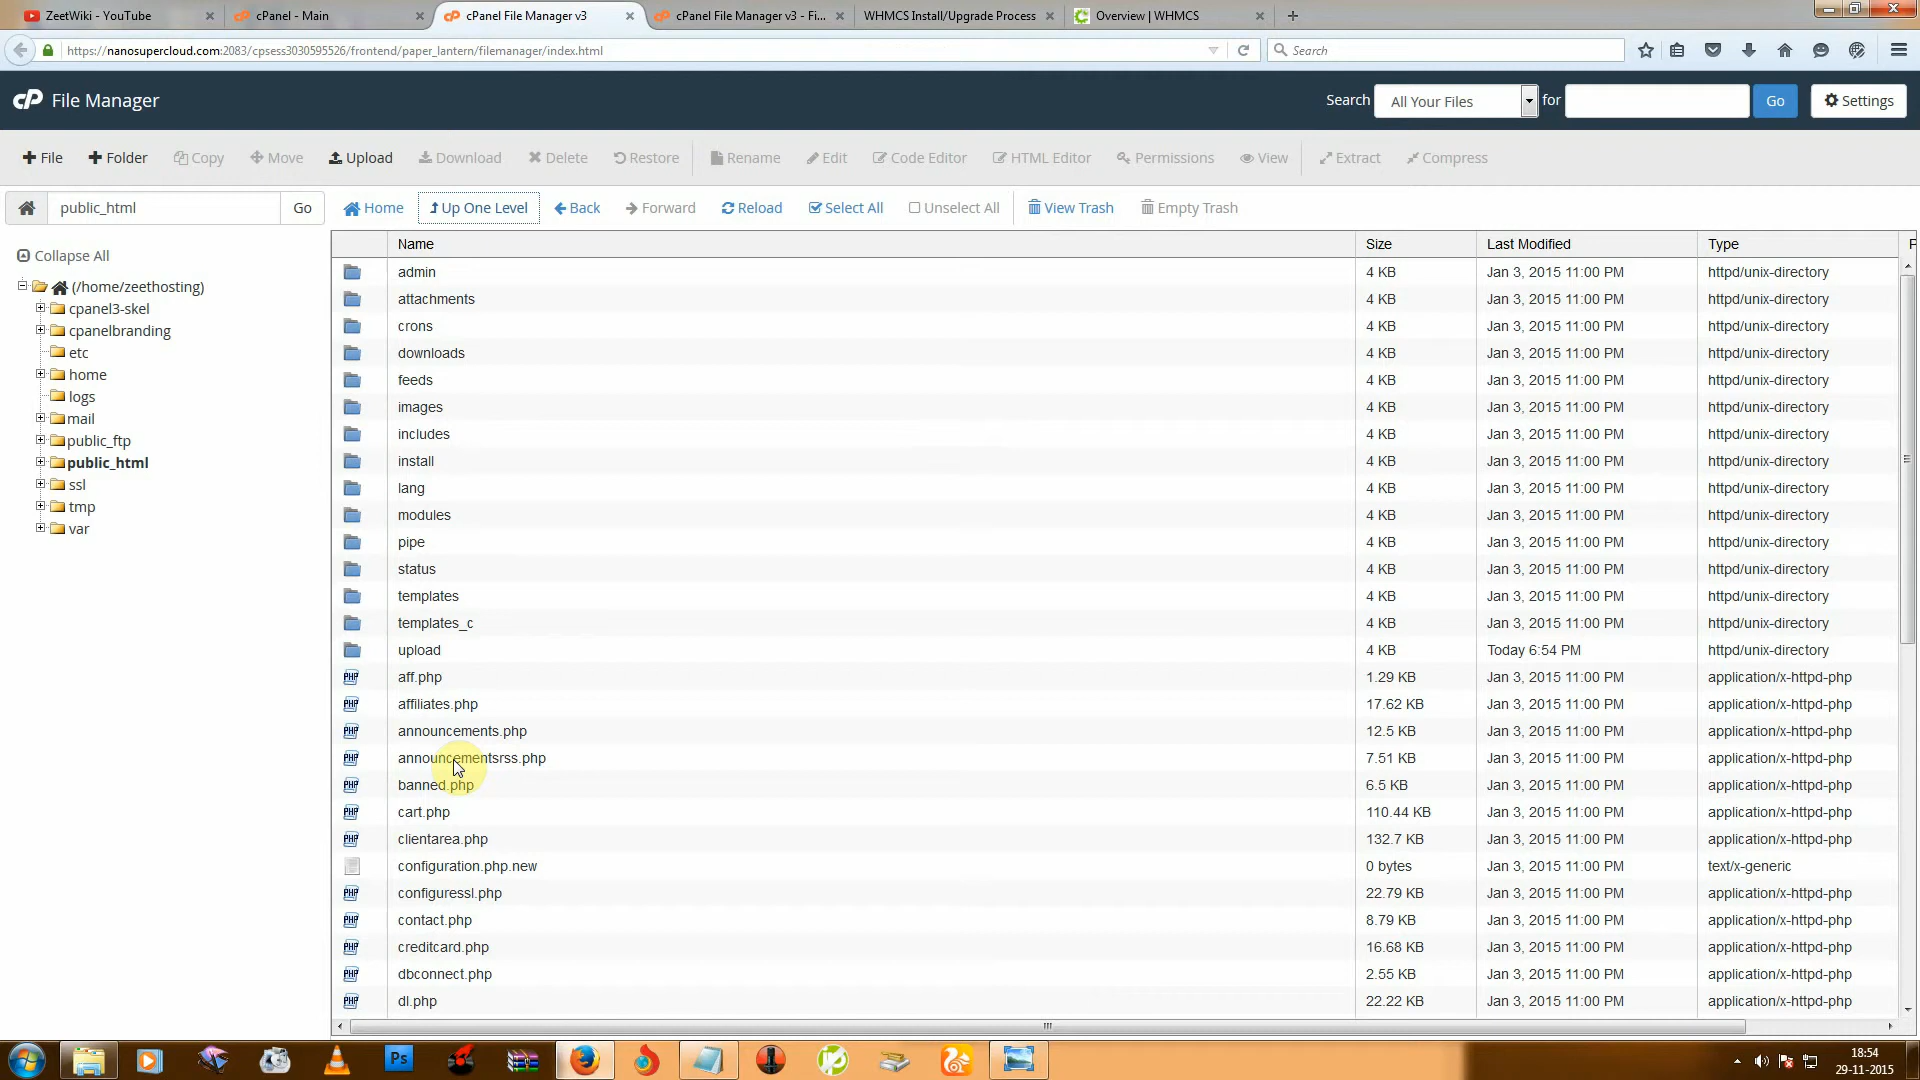 ZeetWiki - YouTube
cPanel - Main
cPanel File Manager v3
cPanel File Manager v3 - Fi...
WHMCS Install/Upgrade Process
Overview | WHMCS
https://nanosupercloud.com:2083/cpsess3030595526/frontend/paper_lantern/filemanager/index.html
Search
cP File Manager
Search All Your Files for Go Settings
File Folder Copy Move Upload Download Delete Restore Rename Edit Code Editor HTML Editor Permissions View Extract Compress
public_html Go Home Up One Level Back Forward Reload Select All Unselect All View Trash Empty Trash
Collapse All
(/home/zeethosting)
cpanel3-skel
cpanelbranding
etc
home
logs
mail
public_ftp
public_html
ssl
tmp
var
Name Size Last Modified Type P
admin 4 KB Jan 3, 2015 11:00 PM httpd/unix-directory
attachments 4 KB Jan 3, 2015 11:00 PM httpd/unix-directory
crons 4 KB Jan 3, 2015 11:00 PM httpd/unix-directory
downloads 4 KB Jan 3, 2015 11:00 PM httpd/unix-directory
feeds 4 KB Jan 3, 2015 11:00 PM httpd/unix-directory
images 4 KB Jan 3, 2015 11:00 PM httpd/unix-directory
includes 4 KB Jan 3, 2015 11:00 PM httpd/unix-directory
install 4 KB Jan 3, 2015 11:00 PM httpd/unix-directory
lang 4 KB Jan 3, 2015 11:00 PM httpd/unix-directory
modules 4 KB Jan 3, 2015 11:00 PM httpd/unix-directory
pipe 4 KB Jan 3, 2015 11:00 PM httpd/unix-directory
status 4 KB Jan 3, 2015 11:00 PM httpd/unix-directory
templates 4 KB Jan 3, 2015 11:00 PM httpd/unix-directory
templates_c 4 KB Jan 3, 2015 11:00 PM httpd/unix-directory
upload 4 KB Today 6:54 PM httpd/unix-directory
PHP aff.php 1.29 KB Jan 3, 2015 11:00 PM application/x-httpd-php
PHP affiliates.php 17.62 KB Jan 3, 2015 11:00 PM application/x-httpd-php
PHP announcements.php 12.5 KB Jan 3, 2015 11:00 PM application/x-httpd-php
PHP announcementsrss.php 7.51 KB Jan 3, 2015 11:00 PM application/x-httpd-php
PHP banned.php 6.5 KB Jan 3, 2015 11:00 PM application/x-httpd-php
PHP cart.php 110.44 KB Jan 3, 2015 11:00 PM application/x-httpd-php
PHP clientarea.php 132.7 KB Jan 3, 2015 11:00 PM application/x-httpd-php
configuration.php.new 0 bytes Jan 3, 2015 11:00 PM text/x-generic
PHP configuressl.php 22.79 KB Jan 3, 2015 11:00 PM application/x-httpd-php
PHP contact.php 8.79 KB Jan 3, 2015 11:00 PM application/x-httpd-php
PHP creditcard.php 16.68 KB Jan 3, 2015 11:00 PM application/x-httpd-php
PHP dbconnect.php 2.55 KB Jan 3, 2015 11:00 PM application/x-httpd-php
PHP dl.php 22.22 KB Jan 3, 2015 11:00 PM application/x-httpd-php
Ps
18:54
29-11-2015